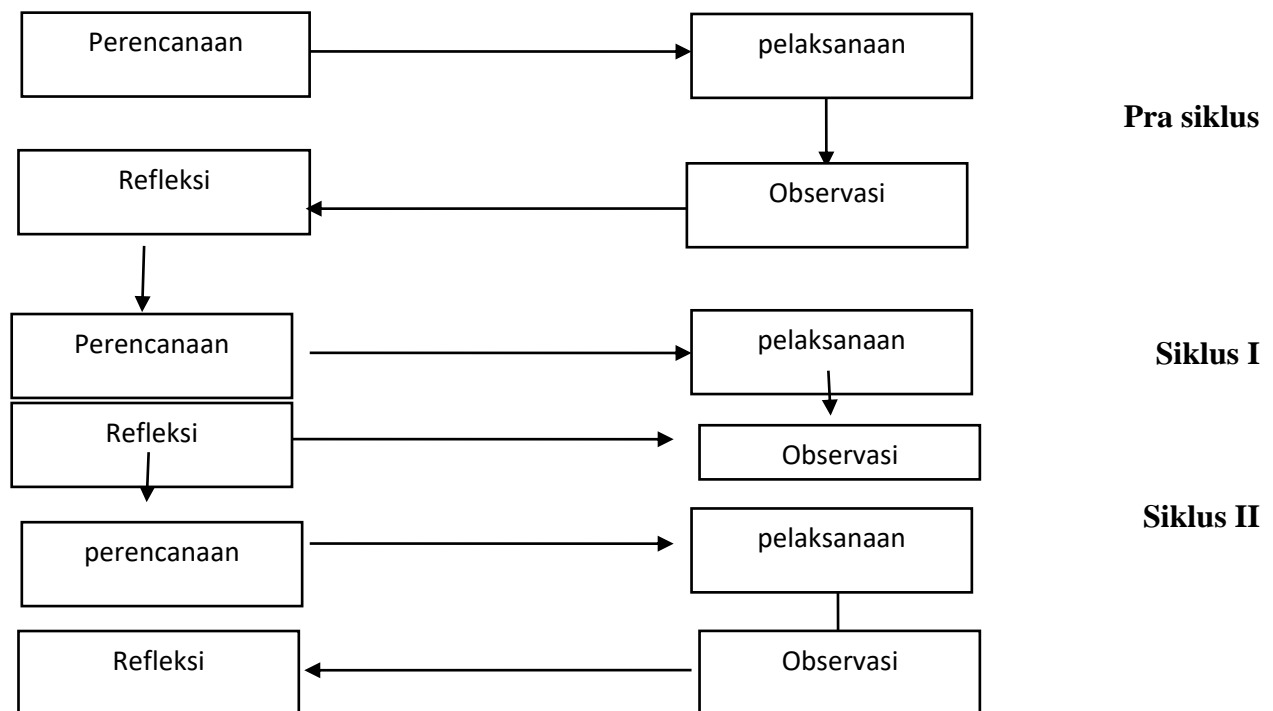 Perencanaan
pelaksanaan
Pra siklus
Refleksi
Observasi
Perencanaan
pelaksanaan
Siklus I
Refleksi
Observasi
Siklus II
perencanaan
pelaksanaan
Refleksi
Observasi